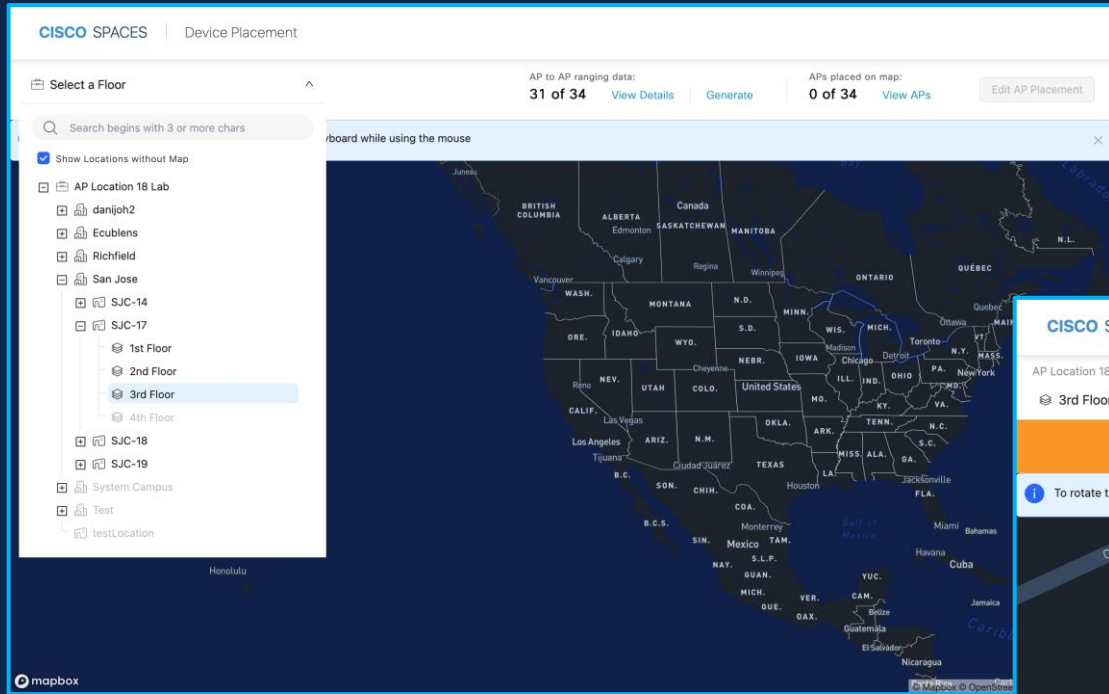 CISCO SPACES Device Placement
Select a Floor
AP to AP ranging data:
31 of 34 View Details Generate
APs placed on map:
0 of 34 View APs
Edit AP Placement
Search begins with 3 or more chars
yboard while using the mouse
Show Locations without Map
AP Location 18 Lab
danijoh2
Ecublens
Richfield
San Jose
SJC-14
SJC-17
1st Floor
2nd Floor
3rd Floor
4th Floor
SJC-18
SJC-19
System Campus
Test
testLocation
Juneau
Bay
Labrado
BRITISH
COLUMBIA
ALBERTA
Edmonton
Canada
SASKATCHEWAN
MANITOBA
N.L.
Calgary
Regina
Winnipeg
ONTARIO
QUÉBEC
Vancouver
WASH.
MONTANA
N.D.
MINN.
Quebec
Ottawa
MAIN
ORE.
IDAHO
WYO.
S.D.
WIS.
MICH.
Toronto
VT
Madison
Detroit
N.Y.
MASS.
NEBR.
IOWA
Chicago
Cheyenne
PA.
New York
Reno
NEV.
UTAH
COLO.
United States
ILL.
IND.
OHIO
MD.
MO.
KY.
VA.
CALIF.
Las Vegas
OKLA.
TENN.
N.C.
Los Angeles
ARIZ.
N.M.
ARK.
S.C.
Tijuana
MISS.
ALA.
GA.
B.C.
Ciudad Juárez
TEXAS
LA.
Jacksonville
SON.
CHIH.
Houston
FLA.
COA.
B.C.S.
Monterrey
Gulf of
Mexico
Miami
Bahamas
SIN.
Mexico
TAM.
Havana
Cuba
NAY.
S.L.P.
GUAN.
YUC.
Honolulu
MICH.
VER.
CAM.
Jamaica
GUE.
OAX.
Belize
Guatemala
Caribb
El Salvador
Nicaragua
mapbox
© Mapbox © OpenStree
CISCO S
AP Location 18
3rd Floor
To rotate t